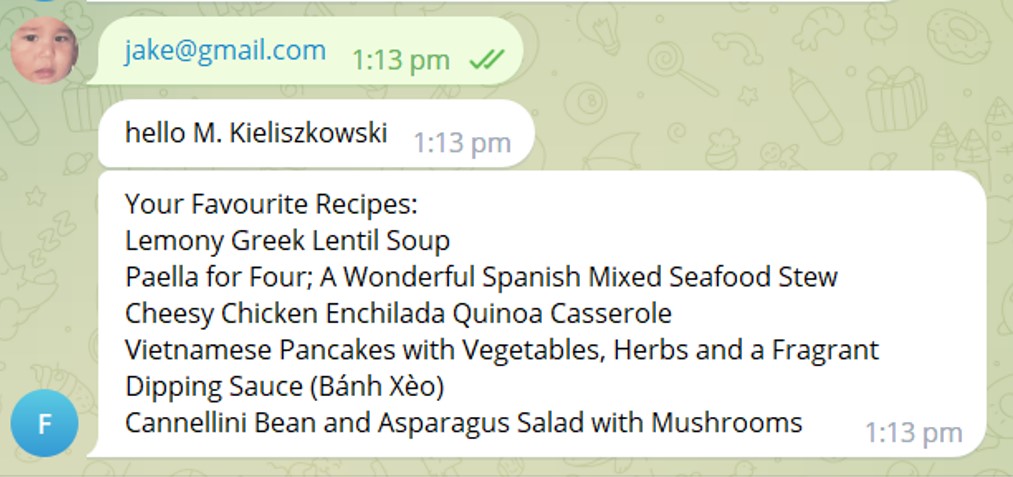 jake@gmail.com 1:13 pm
hello M. Kieliszkowski 1:13 pm
Your Favourite Recipes:
Lemony Greek Lentil Soup
Paella for Four; A Wonderful Spanish Mixed Seafood Stew
Cheesy Chicken Enchilada Quinoa Casserole
Vietnamese Pancakes with Vegetables, Herbs and a Fragrant
Dipping Sauce (Bánh Xèo)
Cannellini Bean and Asparagus Salad with Mushrooms 1:13 pm
F